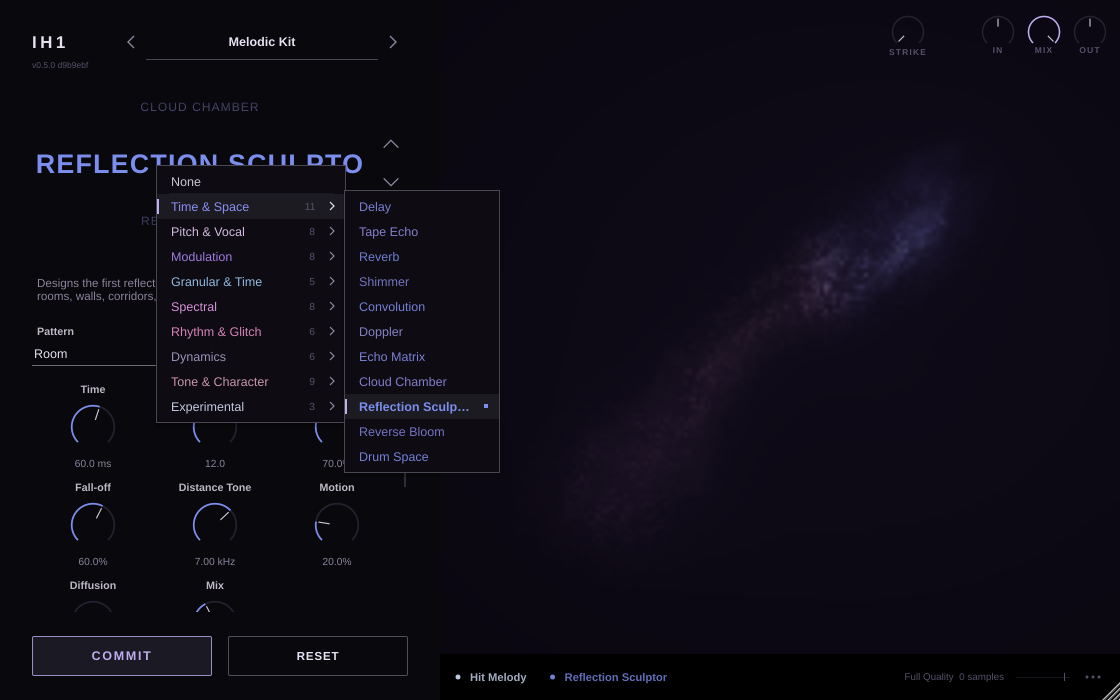 IH1
Melodic Kit
v0.5.0 d9b9ebf
STRIKE
IN
MIX
OUT
CLOUD CHAMBER
REFLECTION SCULPTO
RE
Designs the first reflect
rooms, walls, corridors,
Pattern
Room
None
Time & Space 11
Pitch & Vocal 8
Modulation 8
Granular & Time 5
Spectral 8
Rhythm & Glitch 6
Dynamics 6
Tone & Character 9
Experimental 3
Delay
Tape Echo
Reverb
Shimmer
Convolution
Doppler
Echo Matrix
Cloud Chamber
Reflection Sculp...
Reverse Bloom
Drum Space
Time
60.0 ms
12.0
70.0
Fall-off
Distance Tone
Motion
60.0%
7.00 kHz
20.0%
Diffusion
Mix
COMMIT
RESET
Hit Melody
Reflection Sculptor
Full Quality 0 samples